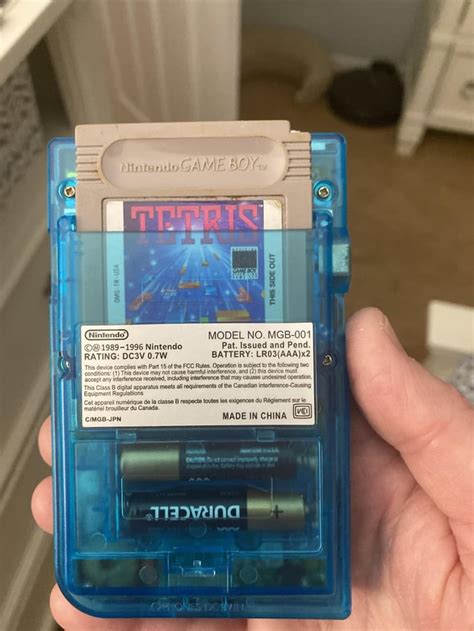 Nintendo GAME BOY™
TETRIS
DMG-TR-USA
GAME BOY
THIS SIDE OUT
Nintendo
MODEL NO. MGB-001
©Ⓜ 1989–1996 Nintendo
Pat. Issued and Pend.
RATING: DC3V 0.7W
BATTERY: LR03(AAA)x2
This device complies with Part 15 of the FCC Rules. Operation is subject to the following two
conditions: (1) This device may not cause harmful interference, and (2) this device must
accept any interference received, including interference that may cause undesired operation.
This Class B digital apparatus meets all requirements of the Canadian Interference-Causing
Equipment Regulations
Cet appareil numérique de la classe B respecte toutes les exigences du Règlement sur le
matériel brouilleur du Canada.
C/MGB-JPN
MADE IN CHINA
DURACELL
+